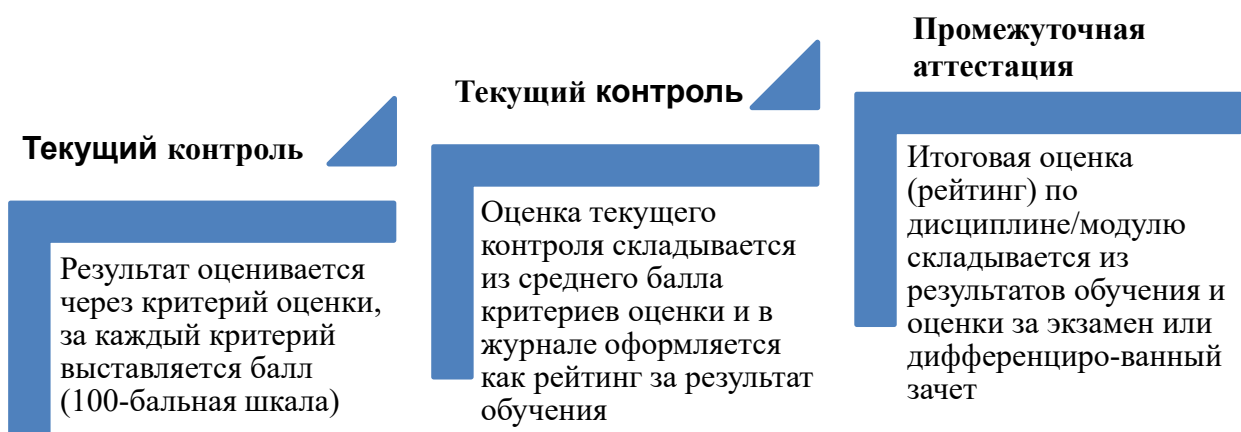 Текущий контроль
Результат оценивается
через критерий оценки,
за каждый критерий
выставляется балл
(100-бальная шкала)
Текущий контроль
Оценка текущего
контроля складывается
из среднего балла
критериев оценки и в
журнале оформляется
как рейтинг за результат
обучения
Промежуточная
аттестация
Итоговая оценка
(рейтинг) по
дисциплине/модулю
складывается из
результатов обучения и
оценки за экзамен или
дифференциро-ванный
зачет